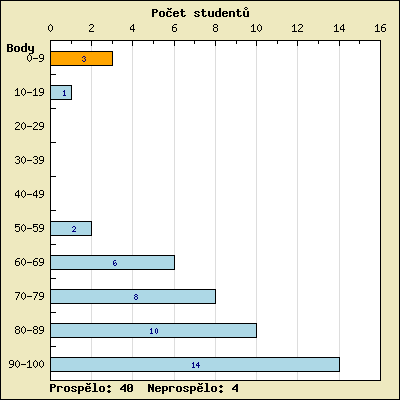 Počet studentů
0 2 4 6 8 10 12 14 16
Body
0-9 3
10-19 1
20-29
30-39
40-49
50-59 2
60-69 6
70-79 8
80-89 10
90-100 14
Prospělo: 40 Neprospělo: 4